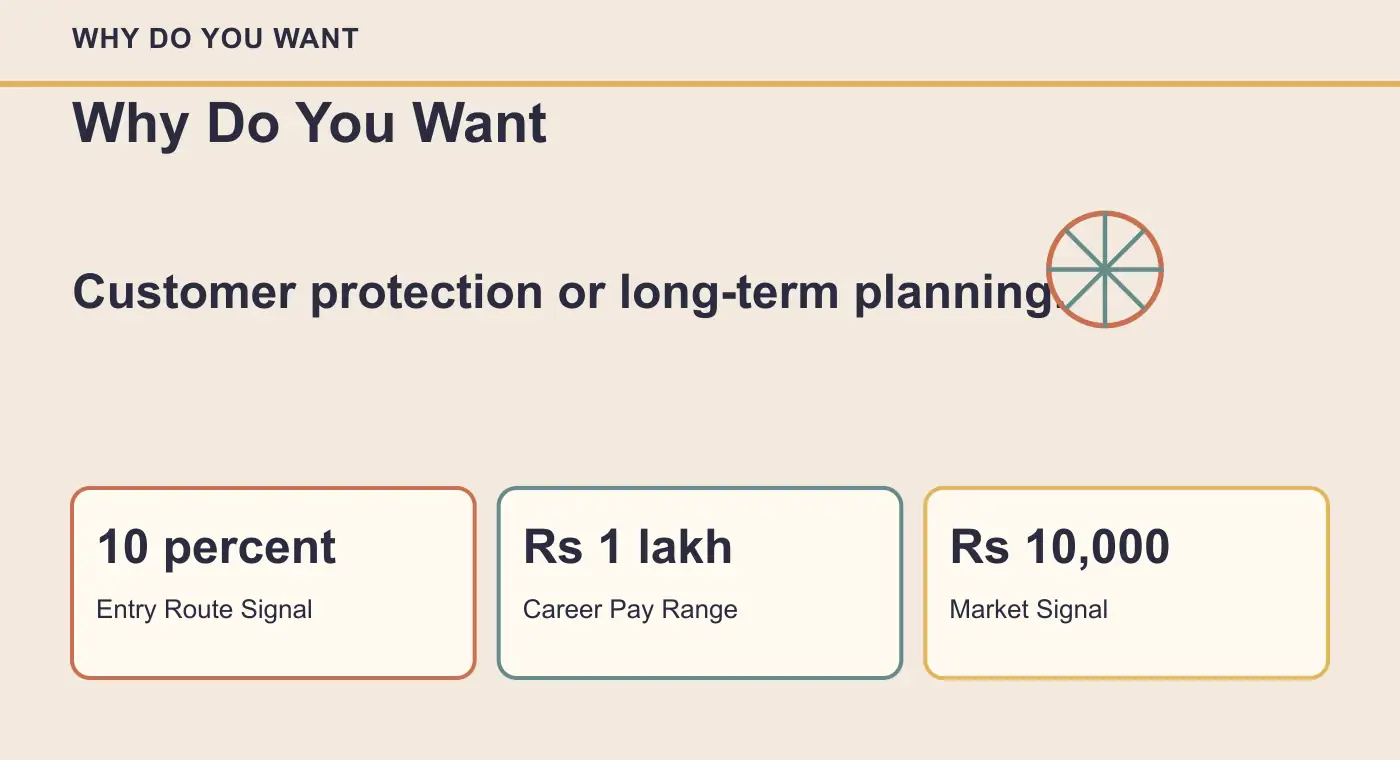 WHY DO YOU WANT
Why Do You Want
Customer protection or long-term planning.
10 percent
Entry Route Signal
Rs 1 lakh
Career Pay Range
Rs 10,000
Market Signal